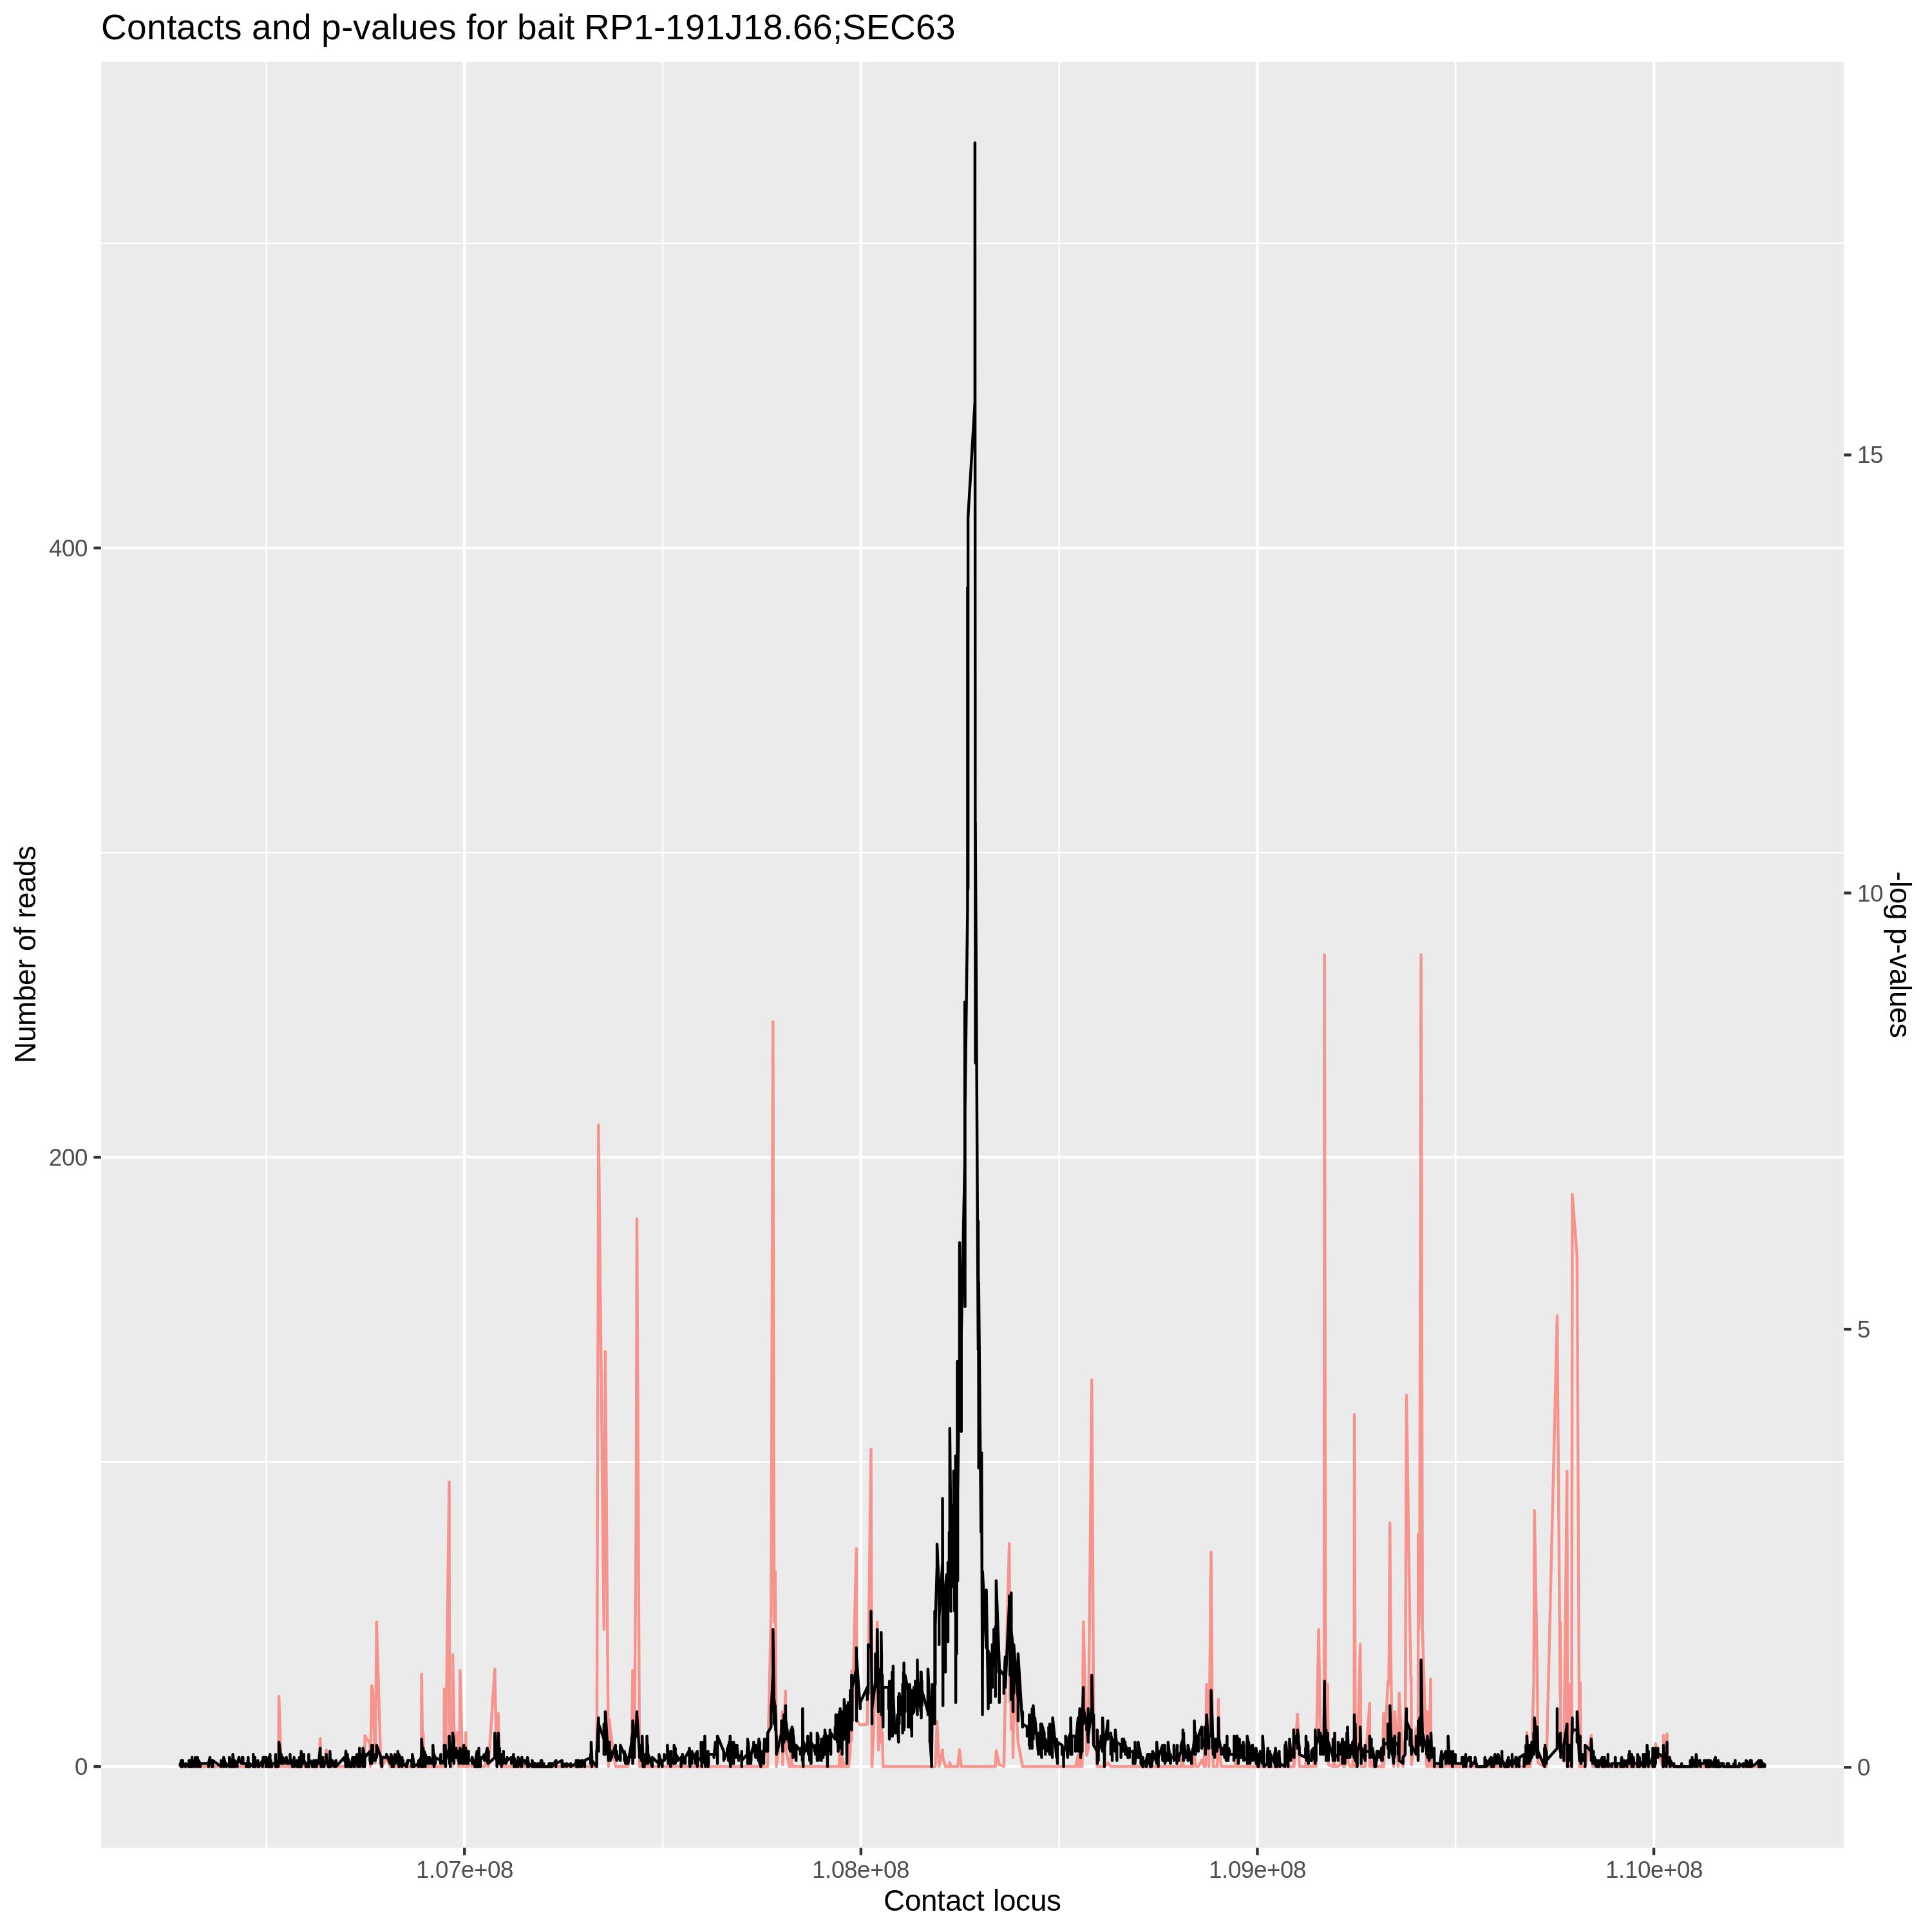 Contacts and p-values for bait RP1-191J18.66;SEC63
Number of reads
400
200
0
15
10
5
0
-log p-values
1.07e+08 1.08e+08 1.09e+08 1.10e+08
Contact locus